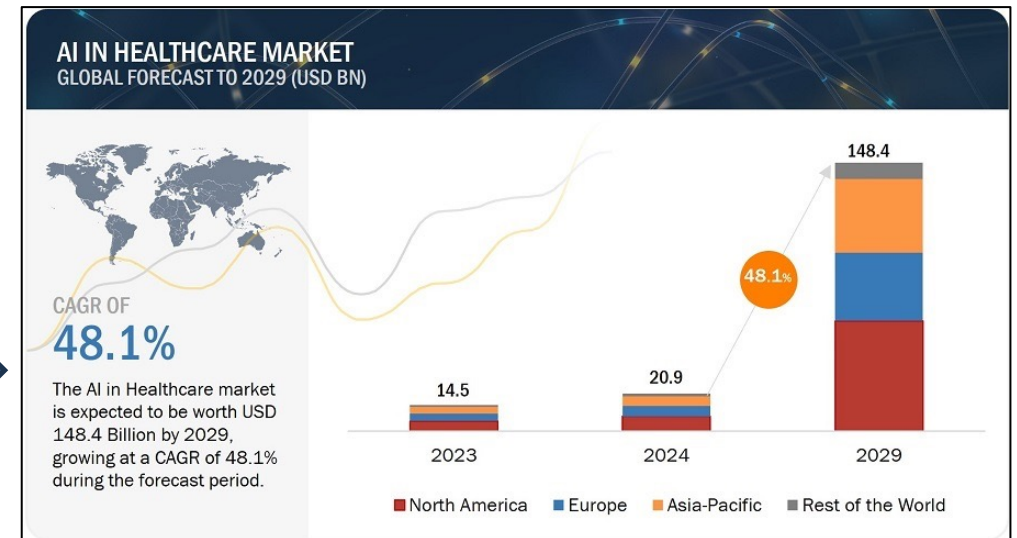 AI IN HEALTHCARE MARKET
GLOBAL FORECAST TO 2029 (USD BN)
CAGR OF
48.1%
The AI in Healthcare market
is expected to be worth USD
148.4 Billion by 2029,
growing at a CAGR of 48.1%
during the forecast period.
14.5
20.9
48.1%
148.4
2023
2024
2029
North America
Europe
Asia-Pacific
Rest of the World